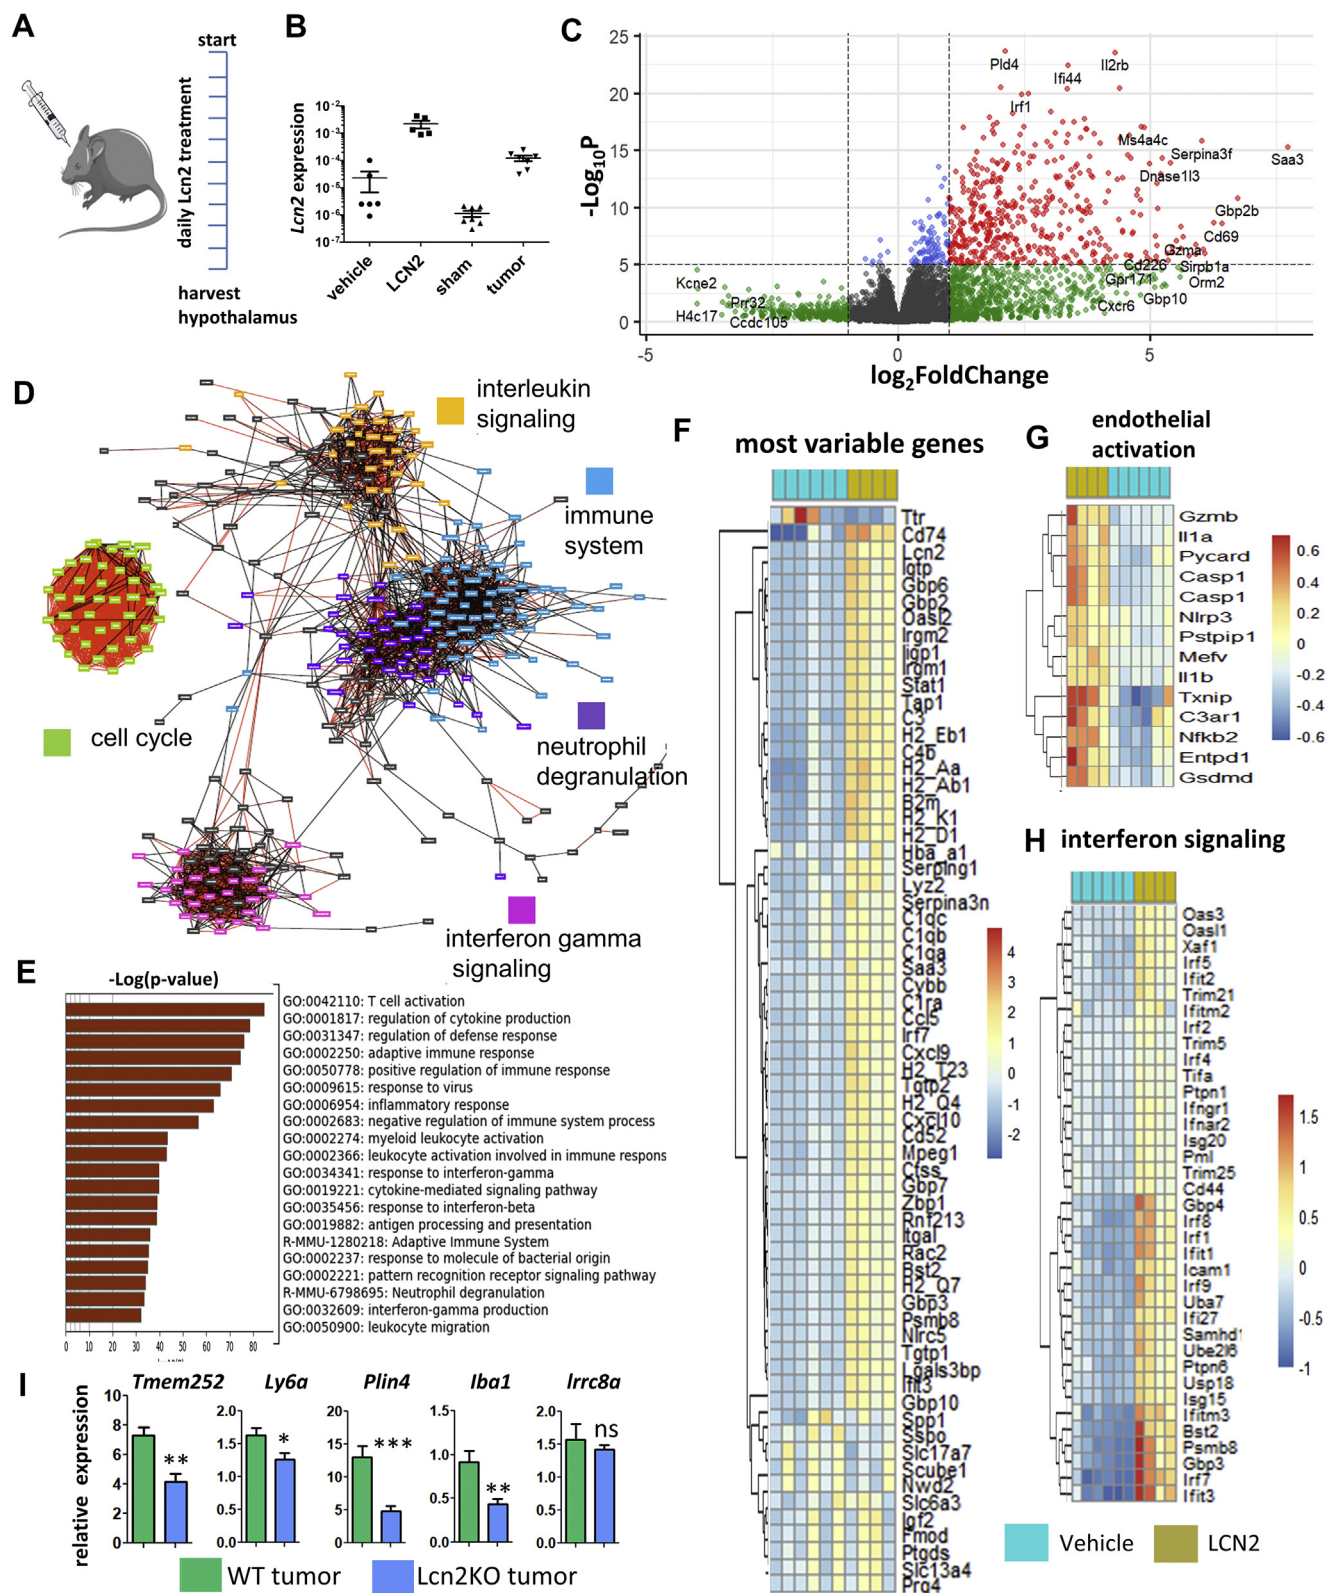 A
start
daily Lcn2 treatment
harvest
hypothalamus
B
Lcn2 expression
10-2
10-3
10-4
10-5
10-6
10-7
vehicle
LCN2
sham
tumor
C
-Log10P
25
20
15
10
5
0
-5
0
5
log2FoldChange
Pld4
Il2rb
Ifi44
Irf1
Ms4a4c
Serpina3f
Saa3
Dnase1l3
Gbp2b
Cd69
Gzma
Cd226
Sirpb1a
Gpr171
Orm2
Gbp10
Cxcr6
Kcne2
Prr32
H4c17
Ccdc105
D
interleukin
signaling
immune
system
cell cycle
neutrophil
degranulation
interferon gamma
signaling
E
-Log(p-value)
GO:0042110: T cell activation
GO:0001817: regulation of cytokine production
GO:0031347: regulation of defense response
GO:0002250: adaptive immune response
GO:0050778: positive regulation of immune response
GO:0009615: response to virus
GO:0006954: inflammatory response
GO:0002683: negative regulation of immune system process
GO:0002274: myeloid leukocyte activation
GO:0002366: leukocyte activation involved in immune respons
GO:0034341: response to interferon-gamma
GO:0019221: cytokine-mediated signaling pathway
GO:0035456: response to interferon-beta
GO:0019882: antigen processing and presentation
R-MMU-1280218: Adaptive Immune System
GO:0002237: response to molecule of bacterial origin
GO:0002221: pattern recognition receptor signaling pathway
R-MMU-6798695: Neutrophil degranulation
GO:0032609: interferon-gamma production
GO:0050900: leukocyte migration
0 10 20 30 40 50 60 70 80
F
most variable genes
Ttr
Cd74
Lcn2
Igtp
Gbp6
Gbp2
Oasl2
Irgm2
Iigp1
Irgm1
Stat1
Tap1
C3
H2_Eb1
C4b
H2_Aa
H2_Ab1
B2m
H2_K1
H2_D1
Hba_a1
Serping1
Lyz2
Serpina3n
C1qc
C1qb
C1qa
Saa3
Cybb
C1ra
Ccl5
Irf7
Cxcl9
H2_T23
Tgtp2
H2_Q4
Cxcl10
Cd52
Mpeg1
Ctss
Gbp7
Zbp1
Rnf213
Itgal
Rac2
Bst2
H2_Q7
Gbp3
Psmb8
Nlrc5
Tgtp1
Lgals3bp
Ifit3
Gbp10
Spp1
Sspo
Slc17a7
Scube1
Nwd2
Slc6a3
Igf2
Fmod
Ptgds
Slc13a4
Prg4
4
3
2
1
0
-1
-2
G
endothelial
activation
Gzmb
Il1a
Pycard
Casp1
Casp1
Nlrp3
Pstpip1
Mefv
Il1b
Txnip
C3ar1
Nfkb2
Entpd1
Gsdmd
0.6
0.4
0.2
0
-0.2
-0.4
-0.6
H
interferon signaling
Oas3
Oasl1
Xaf1
Irf5
Ifit2
Trim21
Ifitm2
Irf2
Trim5
Irf4
Tifa
Ptpn1
Ifngr1
Ifnar2
Isg20
Pml
Trim25
Cd44
Gbp4
Irf8
Irf1
Ifit1
Icam1
Irf9
Uba7
Ifi27
Samhd1
Ube2l6
Ptpn6
Usp18
Isg15
Ifitm3
Bst2
Psmb8
Gbp3
Irf7
Ifit3
1.5
1
0.5
0
-0.5
-1
Vehicle
LCN2
I
relative expression
Tmem252
10
8
6
4
2
0
**
Ly6a
2.0
1.5
1.0
0.5
0.0
*
Plin4
20
15
10
5
0
***
Iba1
1.5
1.0
0.5
0.0
**
lrrc8a
2.0
1.5
1.0
0.5
0.0
ns
WT tumor
Lcn2KO tumor